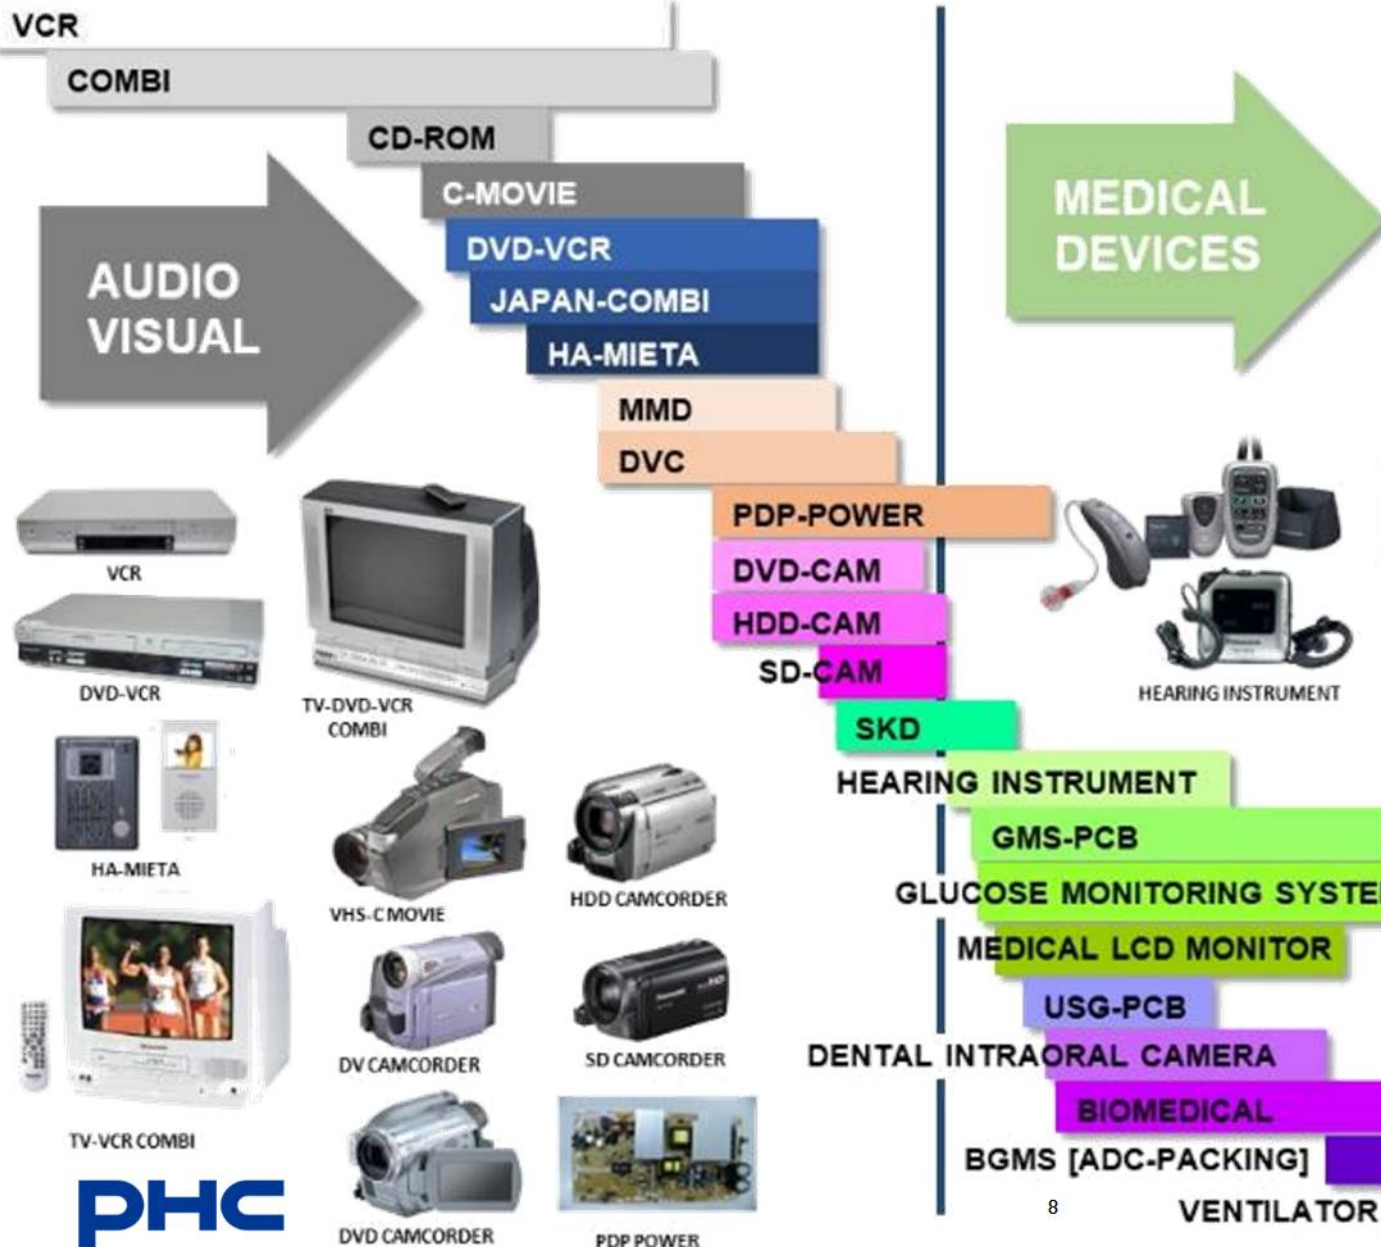 VCR
COMBI
CD-ROM
C-MOVIE
DVD-VCR
JAPAN-COMBI
HA-MIETA
MMD
DVC
PDP-POWER
DVD-CAM
HDD-CAM
SD-CAM
SKD
HEARING INSTRUMENT
GMS-PCB
GLUCOSE MONITORING SYSTE
MEDICAL LCD MONITOR
USG-PCB
DENTAL INTRAORAL CAMERA
BIOMEDICAL
BGMS [ADC-PACKING]
VENTILATOR
AUDIO
VISUAL
MEDICAL
DEVICES
VCR
DVD-VCR
TV-DVD-VCR
COMBI
HA-MIETA
VHS-C MOVIE
HDD CAMCORDER
DV CAMCORDER
SD CAMCORDER
TV-VCR COMBI
DVD CAMCORDER
PDP POWER
HEARING INSTRUMENT
PHC
8